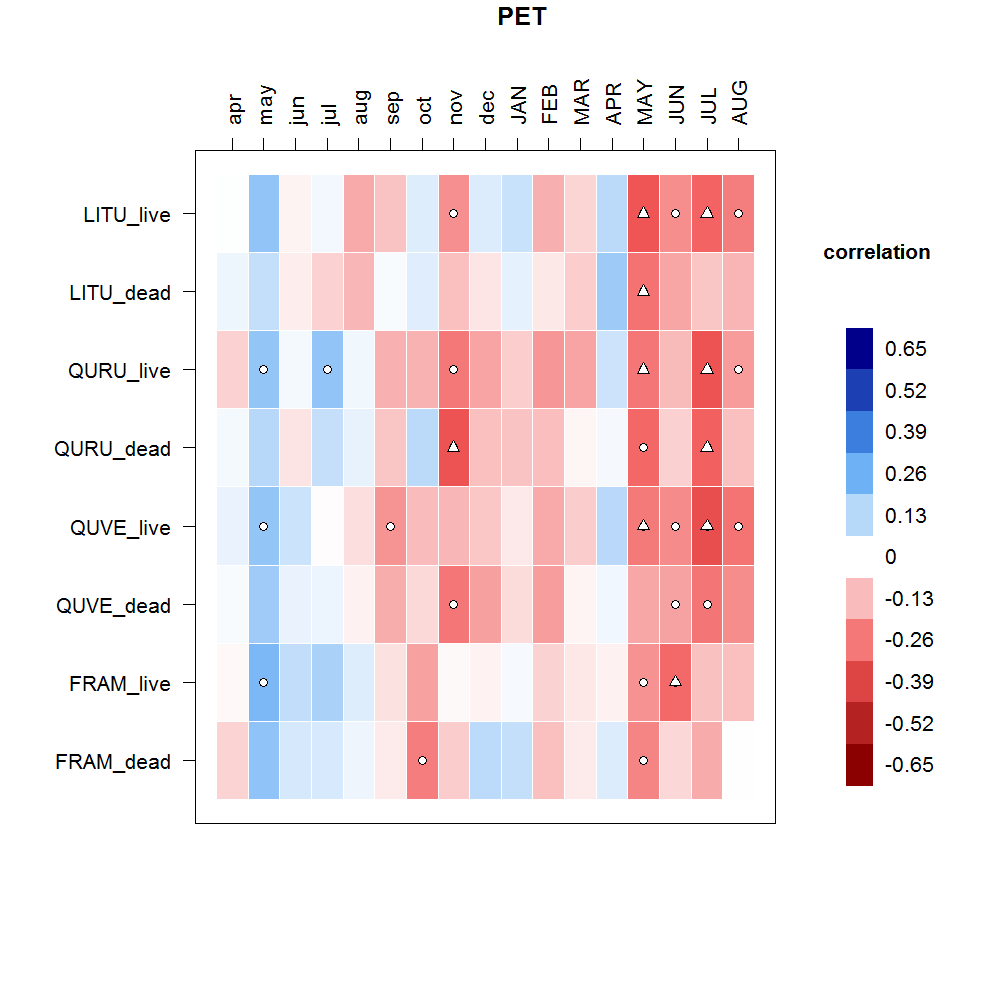 PET
apr may jun jul aug sep oct nov dec JAN FEB MAR APR MAY JUN JUL AUG
LITU_live
LITU_dead
QURU_live
QURU_dead
QUVE_live
QUVE_dead
FRAM_live
FRAM_dead
correlation
0.65
0.52
0.39
0.26
0.13
0
-0.13
-0.26
-0.39
-0.52
-0.65